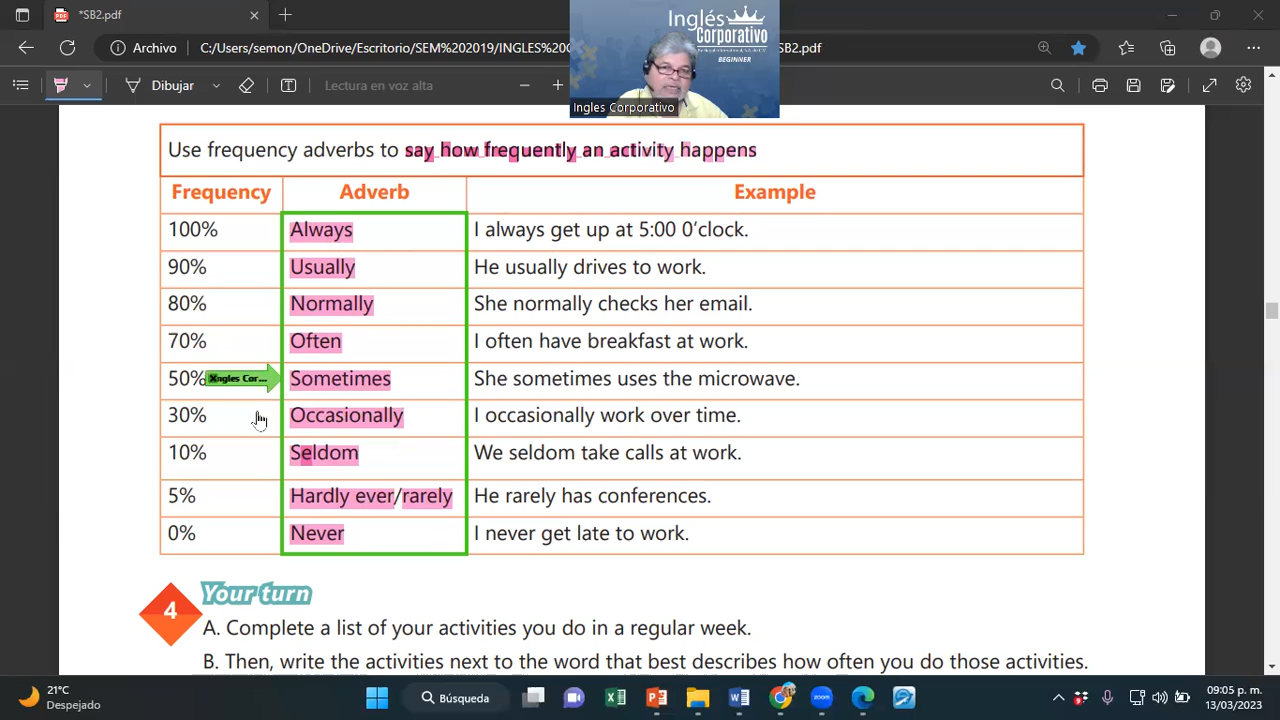 *SB2.pdf
Archivo
C:/Users/semon/OneDrive/Escritorio/SEM%202019/INGLES%20
SB2.pdf
Inglés
Corporativo
BEGINNER
Ingles Corporativo
Dibujar
Lectura en voz alta
Use frequency adverbs to say how frequently an activity happens
Frequency Adverb Example
100% Always I always get up at 5:00 0’clock.
90% Usually He usually drives to work.
80% Normally She normally checks her email.
70% Often I often have breakfast at work.
50% Sometimes She sometimes uses the microwave.
30% Occasionally I occasionally work over time.
10% Seldom We seldom take calls at work.
5% Hardly ever/rarely He rarely has conferences.
0% Never I never get late to work.
4 Your turn
A. Complete a list of your activities you do in a regular week.
B. Then, write the activities next to the word that best describes how often you do those activities.
21°C
Despejado
Búsqueda
zoom
09:05 p. m.
13/03/2023